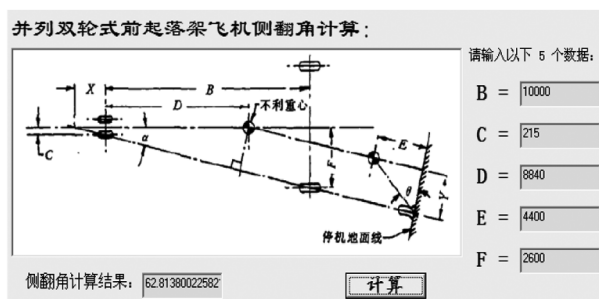 并列双轮式前起落架飞机侧翻角计算:
请输入以下 5 个数据:
X
B
D
不利重心
α
C
F
E
θ
Y
停机地面线
B = 10000
C = 215
D = 8840
E = 4400
F = 2600
侧翻角计算结果: 62.81380022582
计算